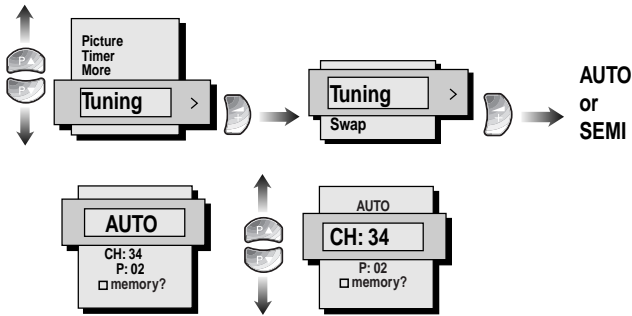 P▲
P▼
Picture
Timer
More
Tuning >
+
Tuning >
Swap
+
AUTO
or
SEMI
AUTO
CH: 34
P: 02
□ memory?
P▲
P▼
AUTO
CH: 34
P: 02
□ memory?